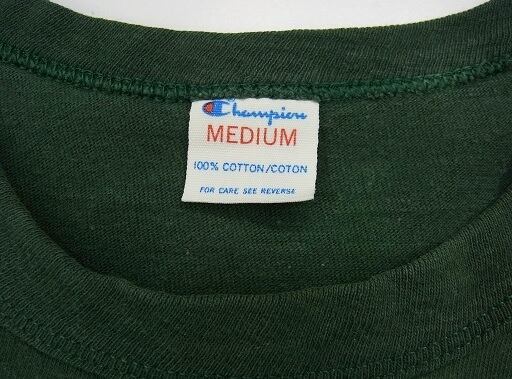 Champion
MEDIUM
100% COTTON/COTON
FOR CARE SEE REVERSE